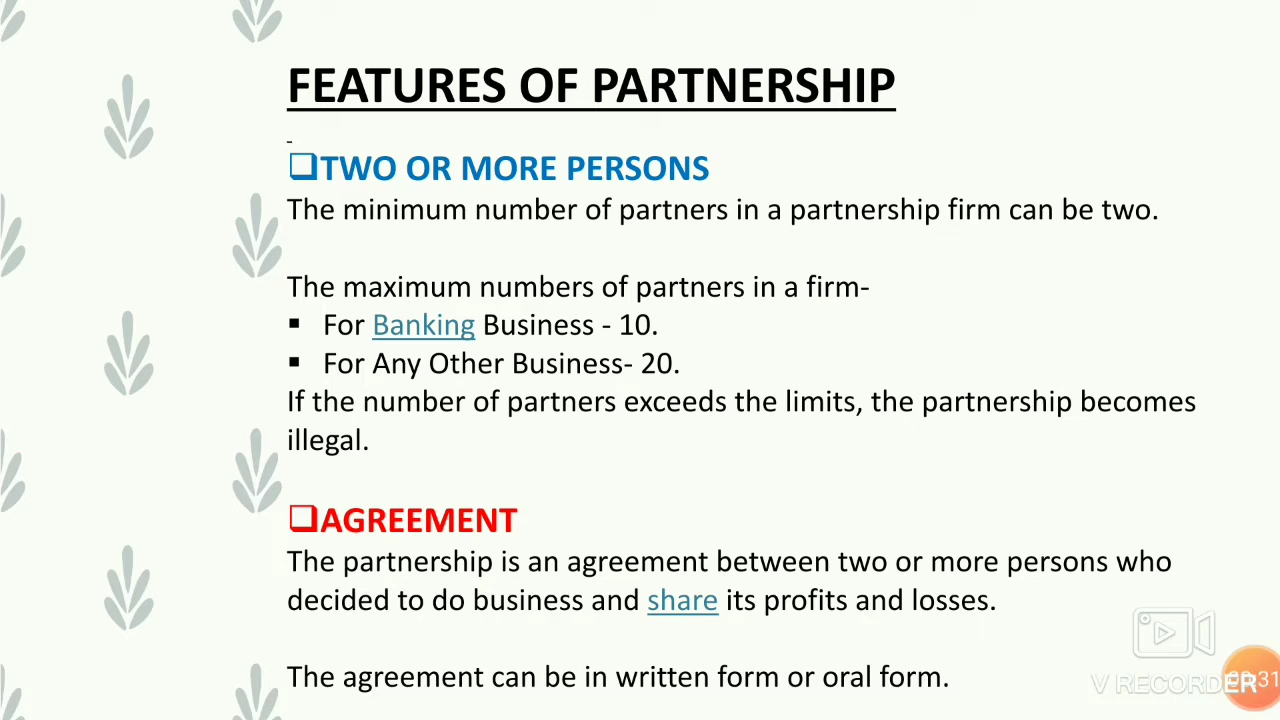 FEATURES OF PARTNERSHIP
TWO OR MORE PERSONS
The minimum number of partners in a partnership firm can be two.
The maximum numbers of partners in a firm-
For Banking Business - 10.
For Any Other Business- 20.
If the number of partners exceeds the limits, the partnership becomes
illegal.
AGREEMENT
The partnership is an agreement between two or more persons who
decided to do business and share its profits and losses.
The agreement can be in written form or oral form.
V RECORDER